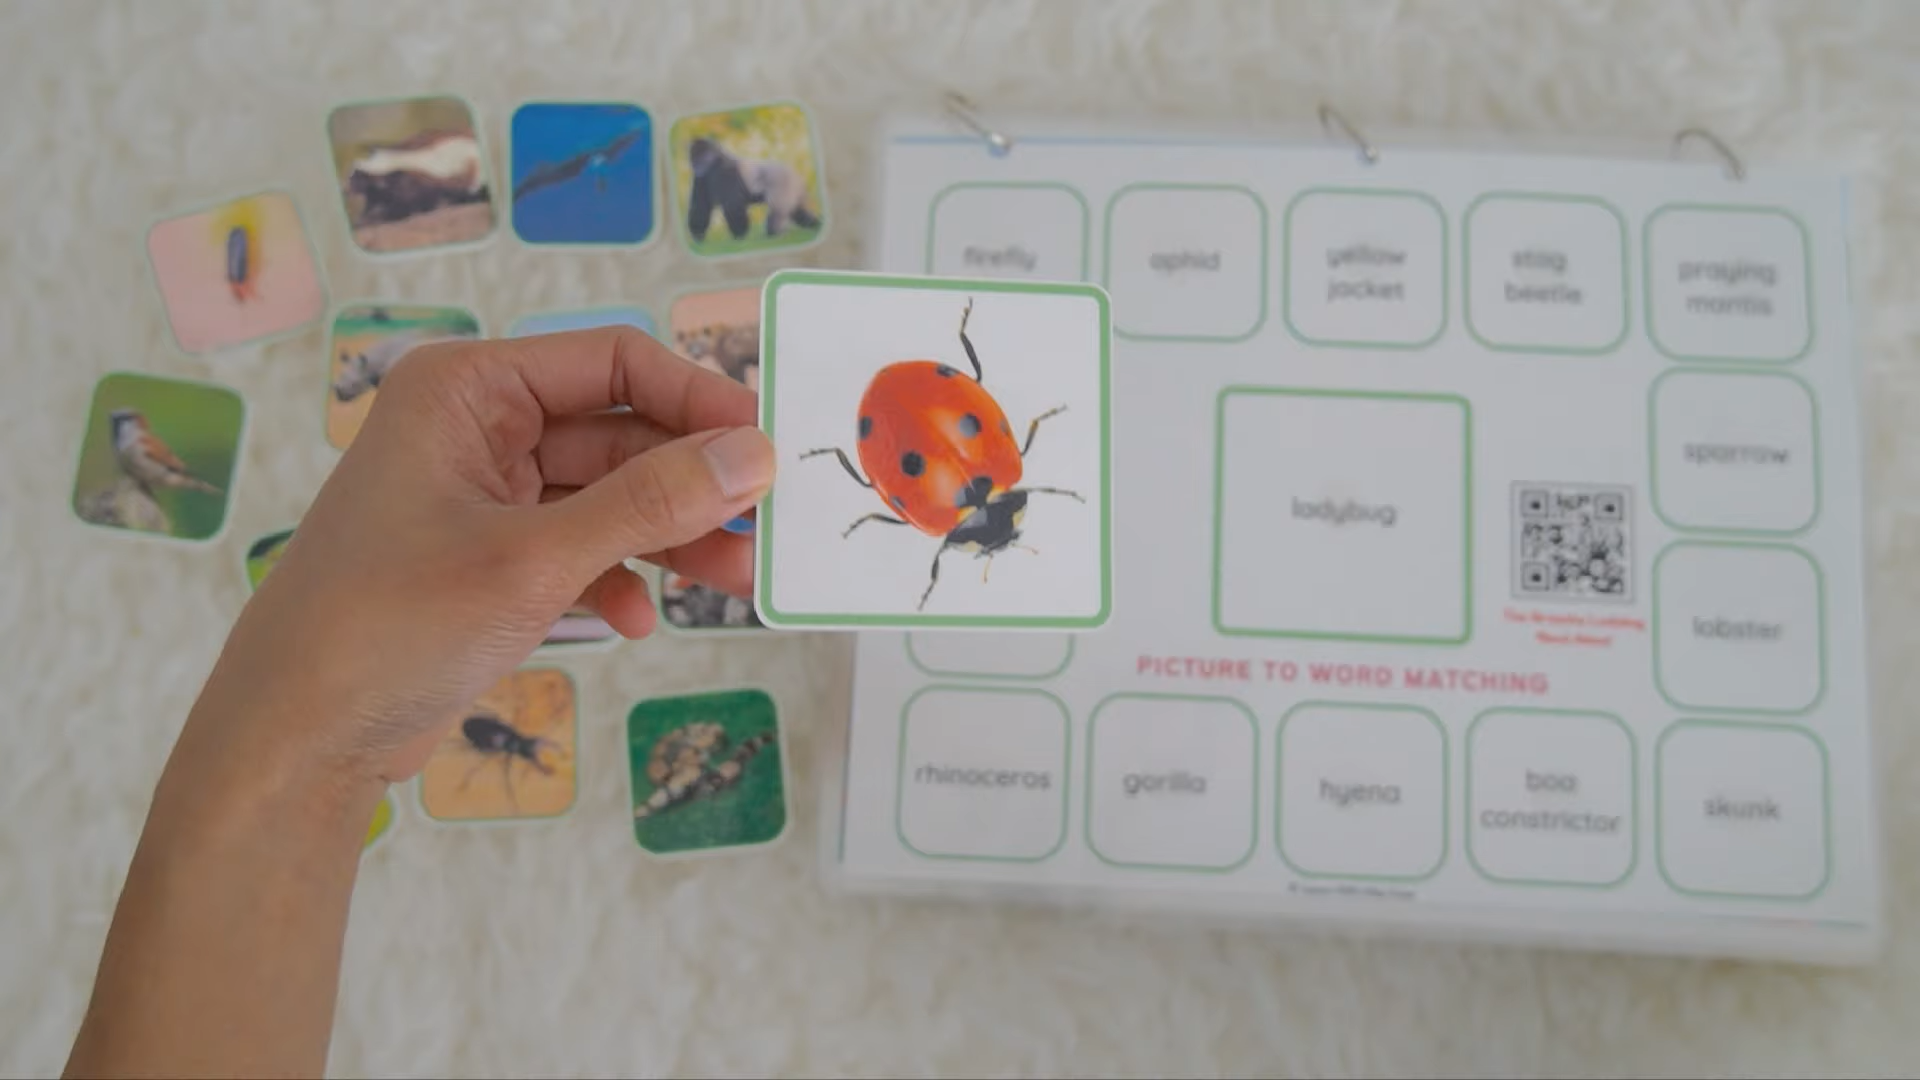 firefly
aphid
yellow
jacket
stag
beetle
praying
mantis
sparrow
ladybug
lobster
PICTURE TO WORD MATCHING
rhinoceros
gorilla
hyena
boa
constrictor
skunk